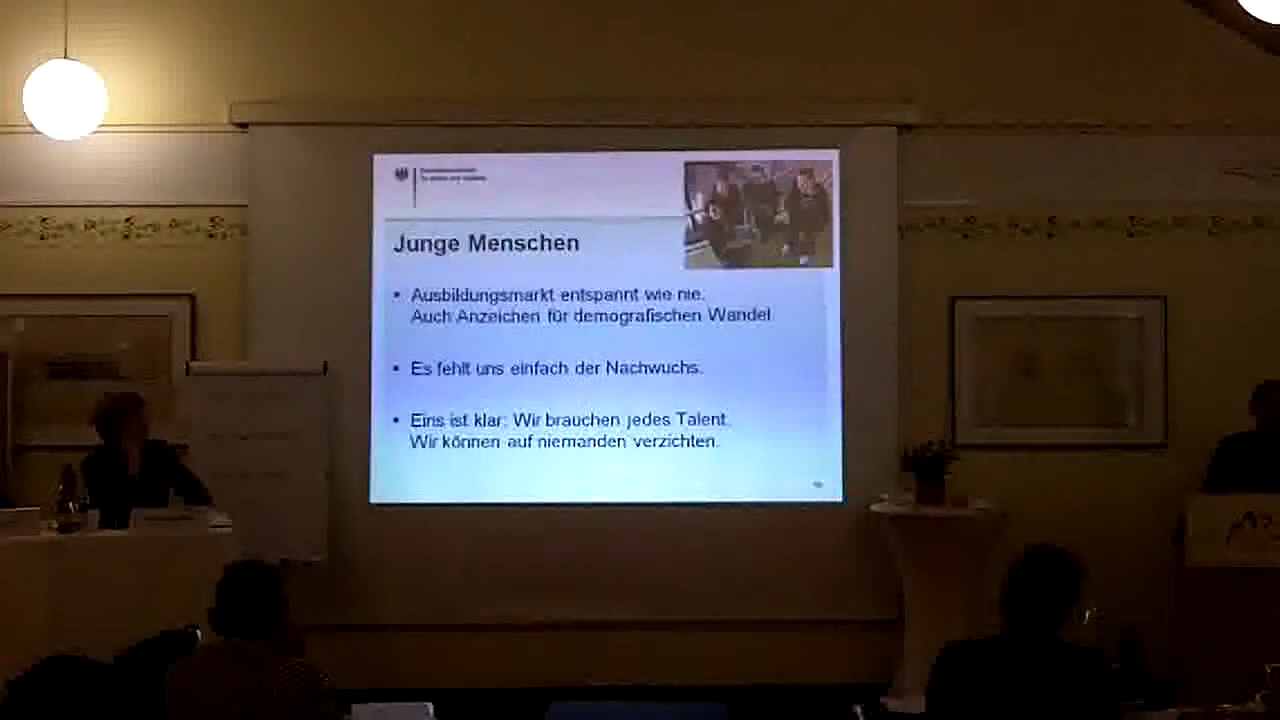 Junge Menschen
• Ausbildungsmarkt entspannt wie nie.
Auch Anzeichen für demografischen Wandel
• Es fehlt uns einfach der Nachwuchs.
• Eins ist klar: Wir brauchen jedes Talent.
Wir können auf niemanden verzichten.